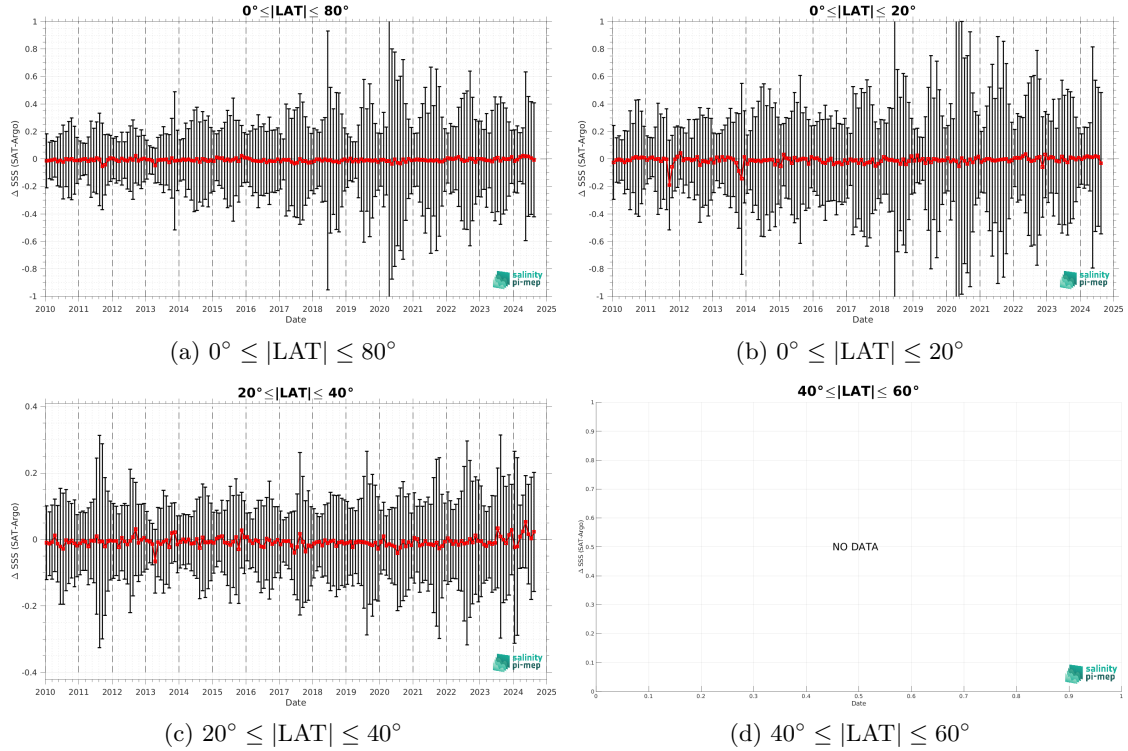 0°≤|LAT|≤ 80°
1
0.8
0.6
0.4
0.2
0
-0.2
-0.4
-0.6
-0.8
-1
Δ SSS (SAT-Argo)
2010 2011 2012 2013 2014 2015 2016 2017 2018 2019 2020 2021 2022 2023 2024 2025
Date
salinity
pi-mep
(a) 0° ≤ |LAT| ≤ 80°
0°≤|LAT|≤ 20°
1
0.8
0.6
0.4
0.2
0
-0.2
-0.4
-0.6
-0.8
-1
Δ SSS (SAT-Argo)
2010 2011 2012 2013 2014 2015 2016 2017 2018 2019 2020 2021 2022 2023 2024 2025
Date
salinity
pi-mep
(b) 0° ≤ |LAT| ≤ 20°
20°≤|LAT|≤ 40°
0.4
0.2
0
-0.2
-0.4
Δ SSS (SAT-Argo)
2010 2011 2012 2013 2014 2015 2016 2017 2018 2019 2020 2021 2022 2023 2024 2025
Date
salinity
pi-mep
(c) 20° ≤ |LAT| ≤ 40°
40°≤|LAT|≤ 60°
1
0.9
0.8
0.7
0.6
0.5
0.4
0.3
0.2
0.1
0
Δ SSS (SAT-Argo)
NO DATA
0 0.1 0.2 0.3 0.4 0.5 0.6 0.7 0.8 0.9 1
Date
salinity
pi-mep
(d) 40° ≤ |LAT| ≤ 60°